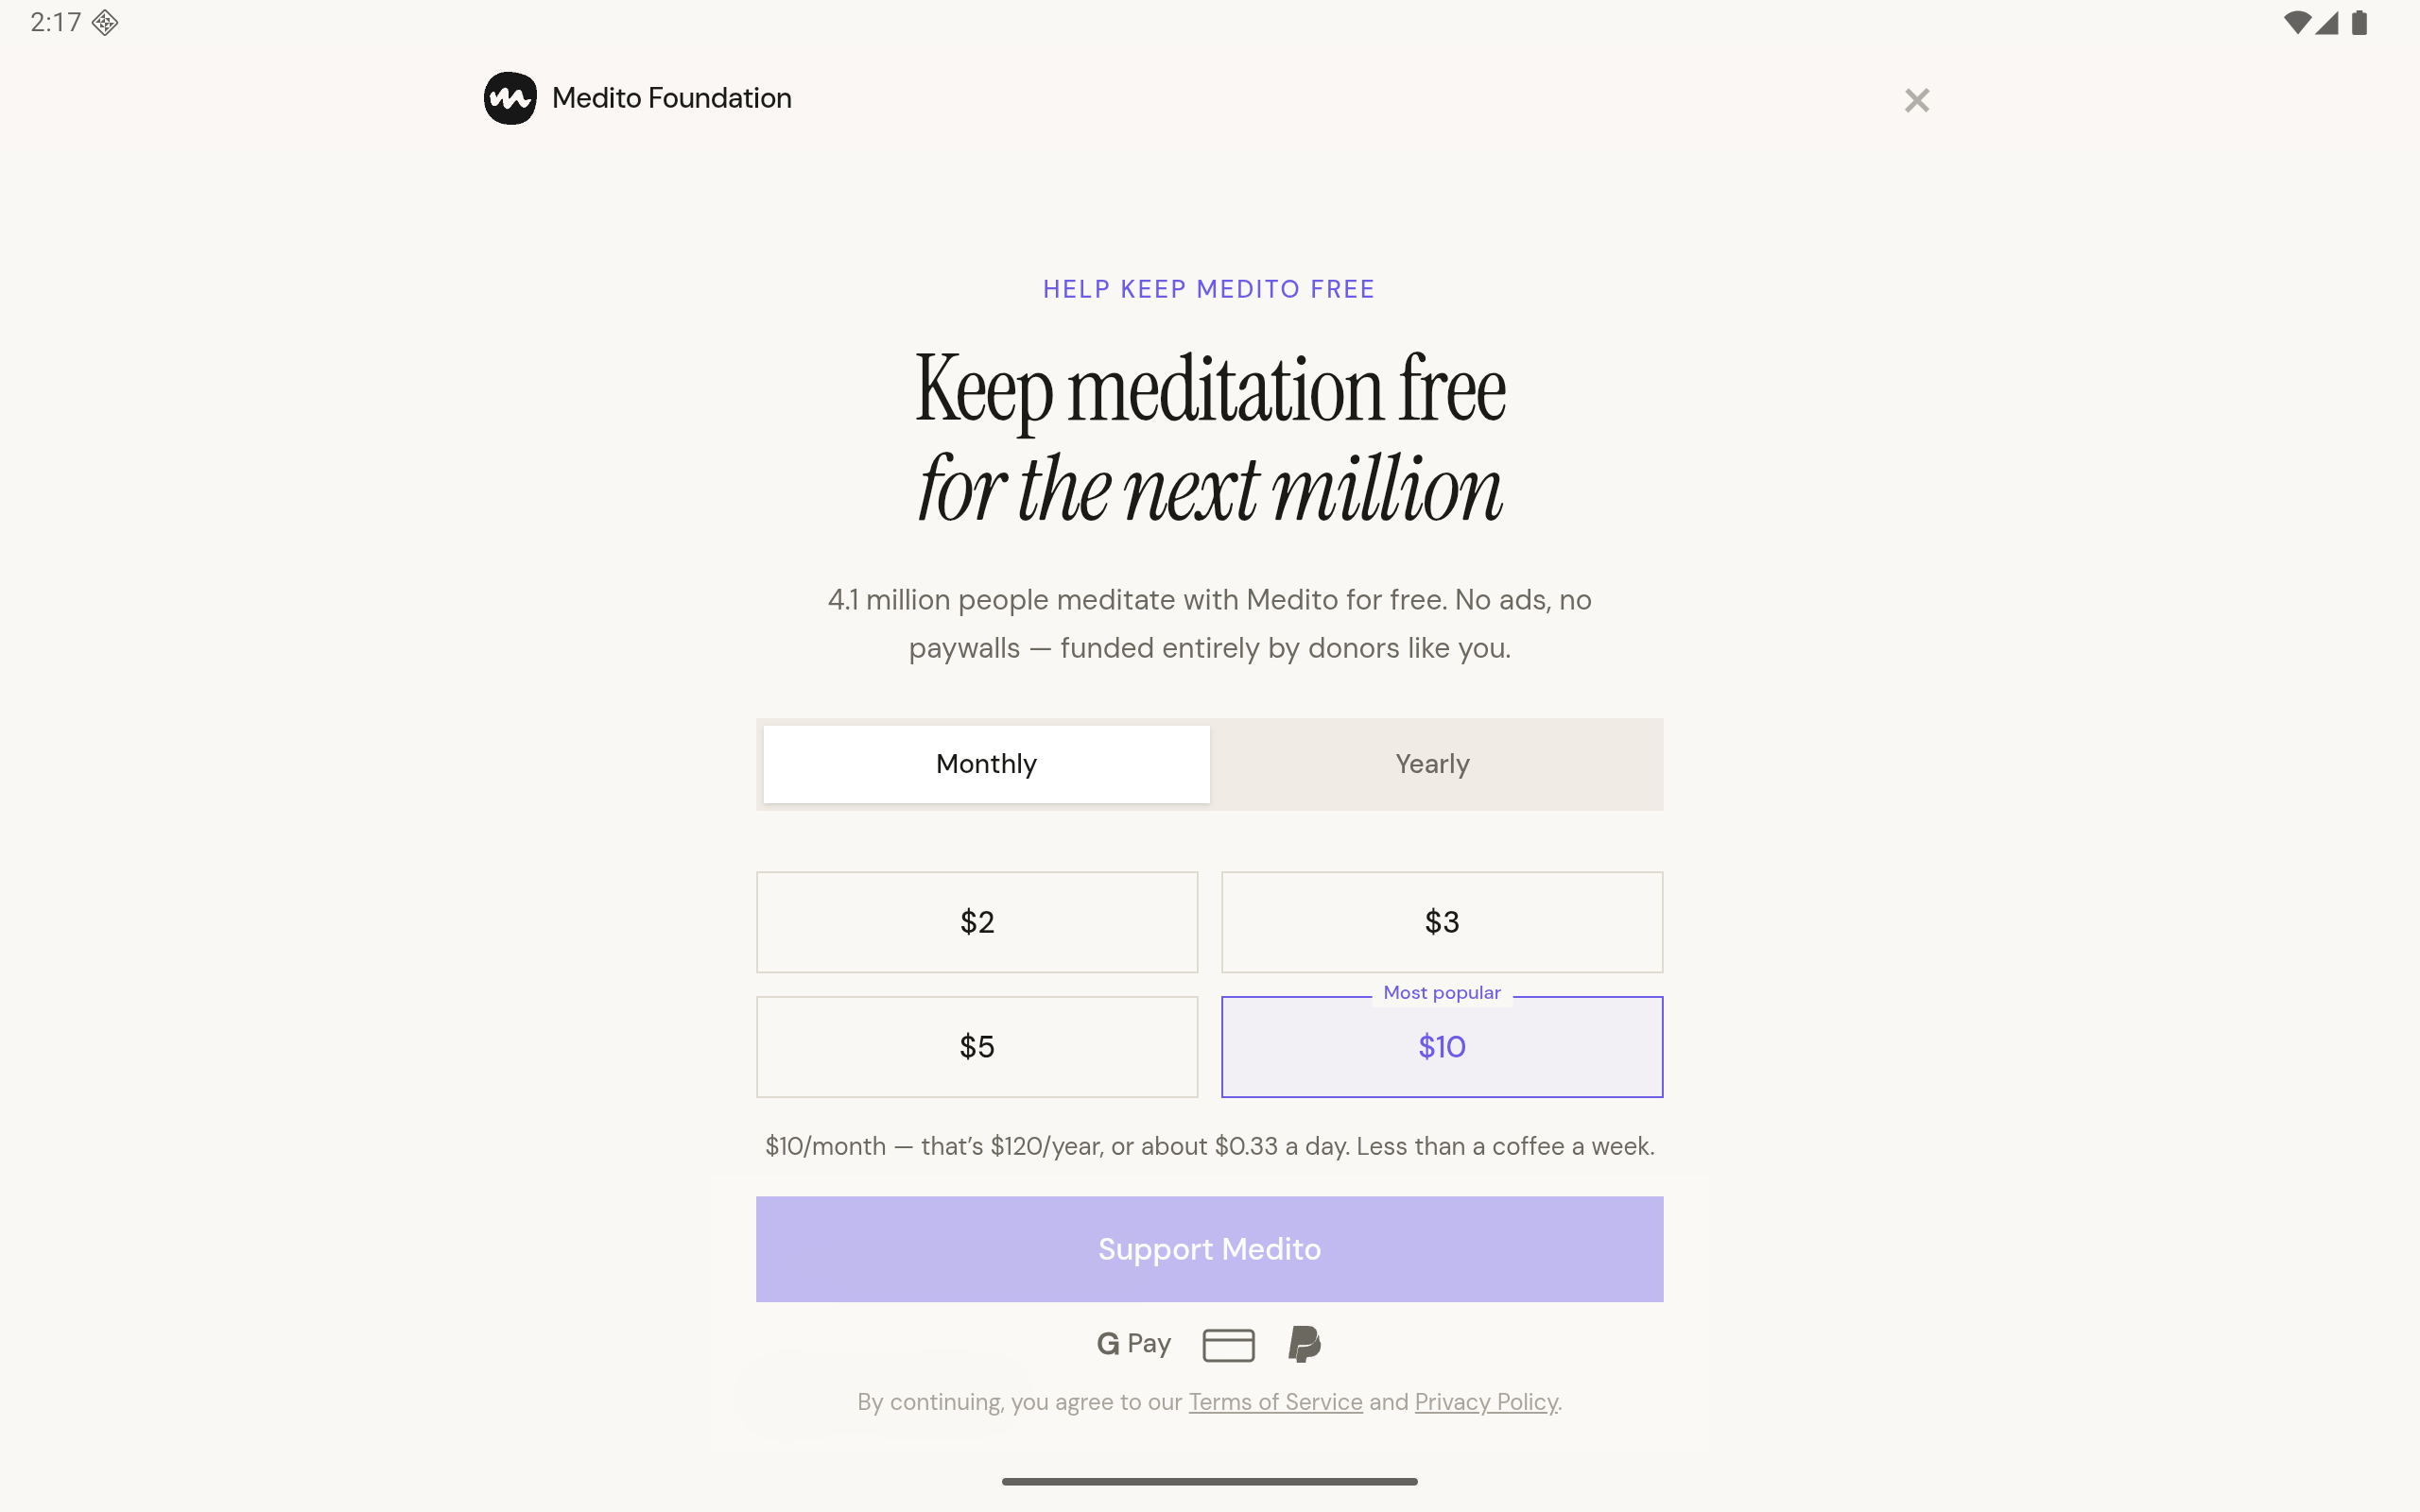 2:17
Medito Foundation
HELP KEEP MEDITO FREE
Keep meditation free
for the next million
4.1 million people meditate with Medito for free. No ads, no
paywalls — funded entirely by donors like you.
Monthly
Yearly
$2
$3
$5
Most popular
$10
$10/month — that’s $120/year, or about $0.33 a day. Less than a coffee a week.
Support Medito
G Pay
By continuing, you agree to our Terms of Service and Privacy Policy.